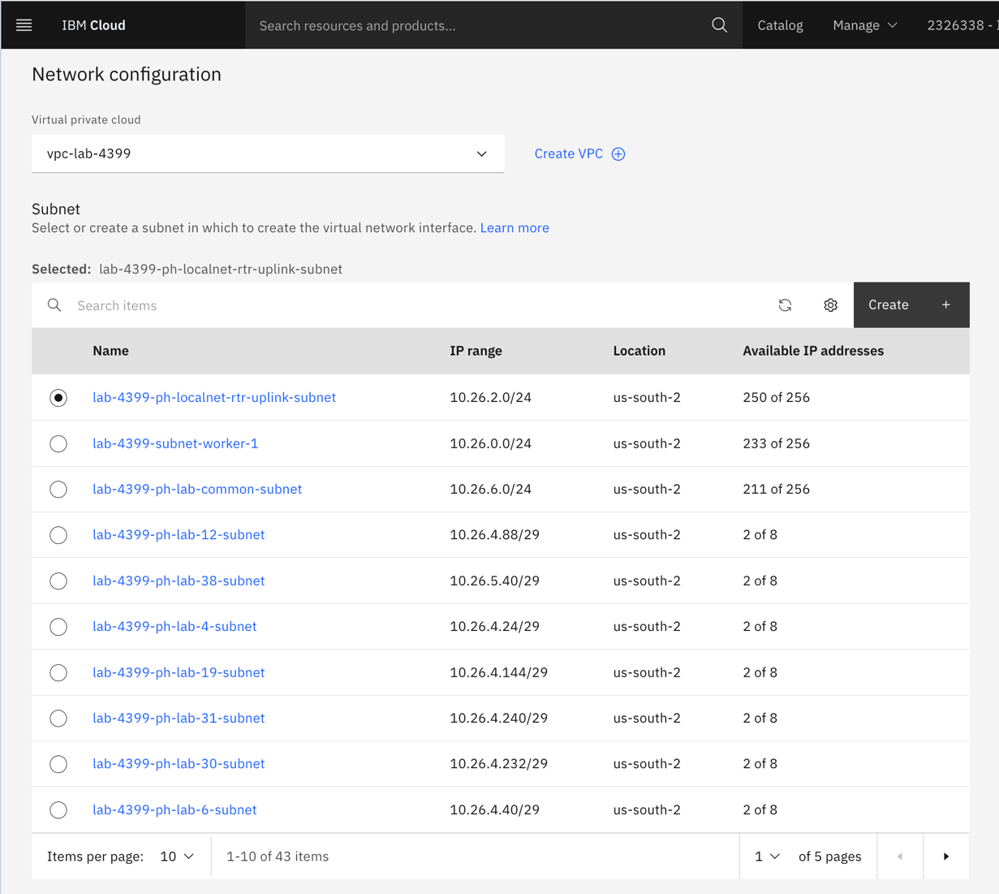 IBM Cloud
Search resources and products...
Catalog
Manage
2326338 -
Network configuration
Virtual private cloud
vpc-lab-4399
Create VPC
Subnet
Select or create a subnet in which to create the virtual network interface. Learn more
Selected: lab-4399-ph-localnet-rtr-uplink-subnet
Search items
Create +
Name IP range Location Available IP addresses
lab-4399-ph-localnet-rtr-uplink-subnet 10.26.2.0/24 us-south-2 250 of 256
lab-4399-subnet-worker-1 10.26.0.0/24 us-south-2 233 of 256
lab-4399-ph-lab-common-subnet 10.26.6.0/24 us-south-2 211 of 256
lab-4399-ph-lab-12-subnet 10.26.4.88/29 us-south-2 2 of 8
lab-4399-ph-lab-38-subnet 10.26.5.40/29 us-south-2 2 of 8
lab-4399-ph-lab-4-subnet 10.26.4.24/29 us-south-2 2 of 8
lab-4399-ph-lab-19-subnet 10.26.4.144/29 us-south-2 2 of 8
lab-4399-ph-lab-31-subnet 10.26.4.240/29 us-south-2 2 of 8
lab-4399-ph-lab-30-subnet 10.26.4.232/29 us-south-2 2 of 8
lab-4399-ph-lab-6-subnet 10.26.4.40/29 us-south-2 2 of 8
Items per page: 10 1-10 of 43 items 1 of 5 pages